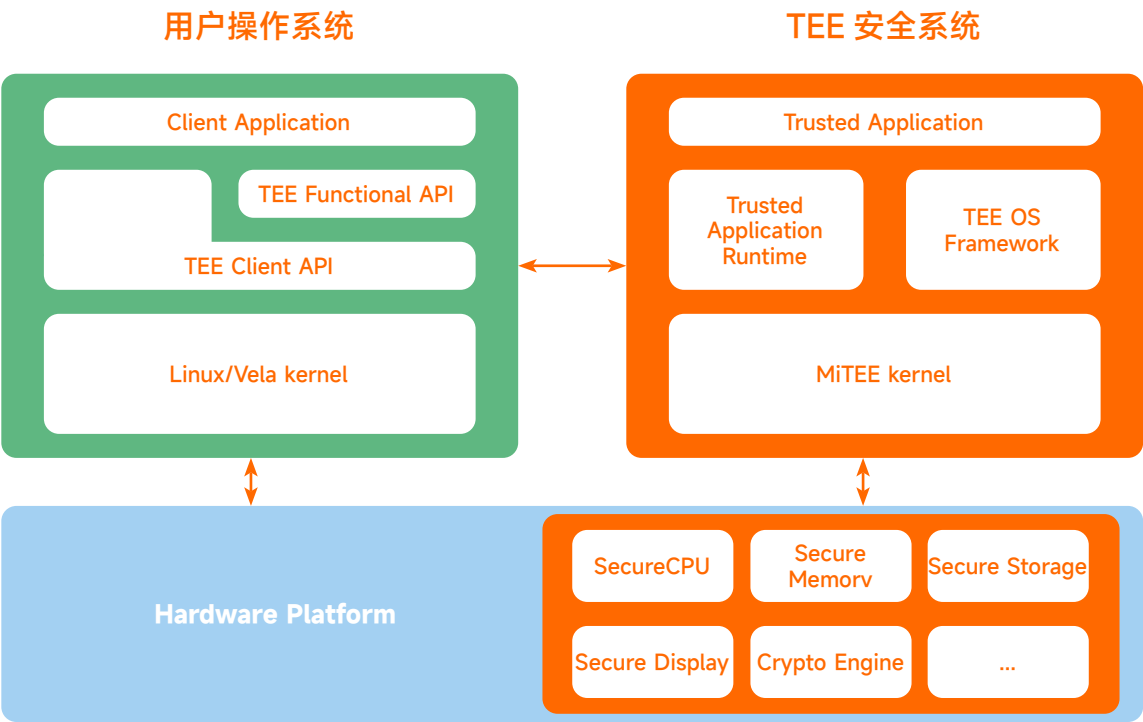 用户操作系统
TEE 安全系统
Client Application
TEE Functional API
TEE Client API
Linux/Vela kernel
Trusted Application
Trusted
Application
Runtime
TEE OS
Framework
MiTEE kernel
Hardware Platform
SecureCPU
Secure
Memorv
Secure Storage
Secure Display
Crypto Engine
...